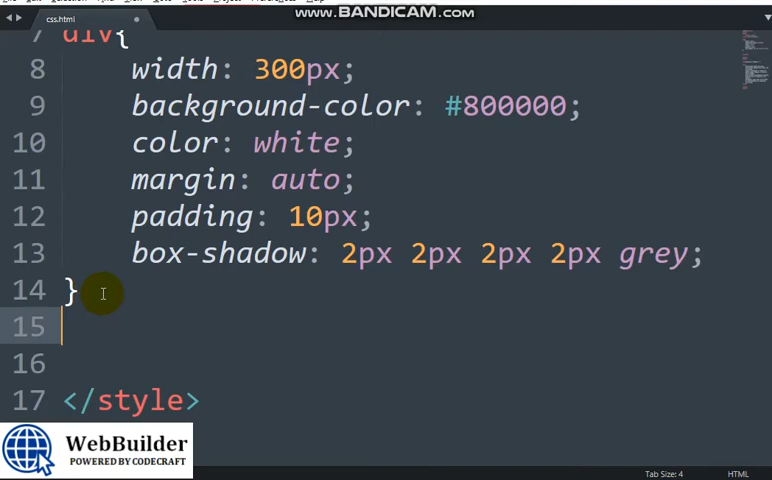 www.BANDICAM.com
css.html
7 div{
8 width: 300px;
9 background-color: #800000;
10 color: white;
11 margin: auto;
12 padding: 10px;
13 box-shadow: 2px 2px 2px 2px grey;
14 }
15
16
17 </style>
WebBuilder
POWERED BY CODECRAFT
Tab Size: 4 HTML